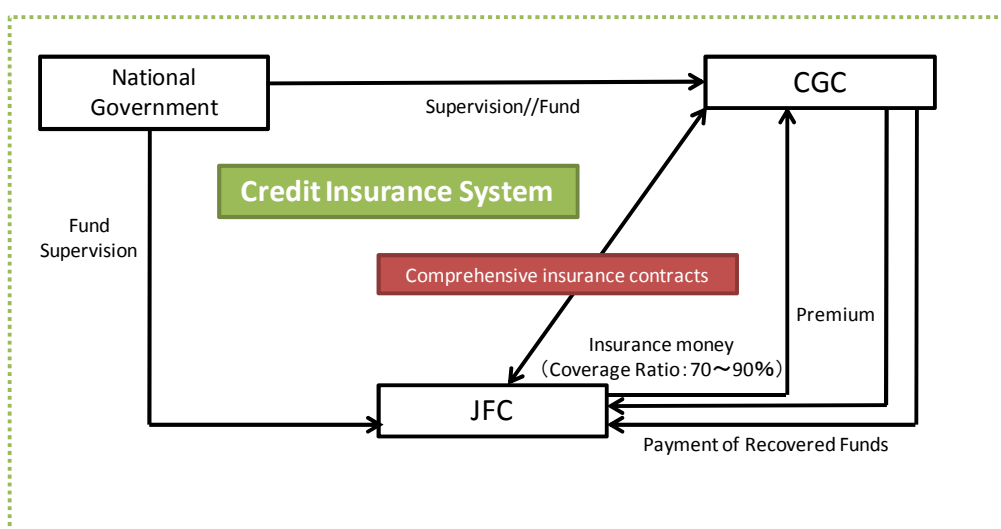 National
Government
CGC
Supervision//Fund
Credit Insurance System
Fund
Supervision
Comprehensive insurance contracts
Premium
Insurance money
（Coverage Ratio：70～90％）
JFC
Payment of Recovered Funds